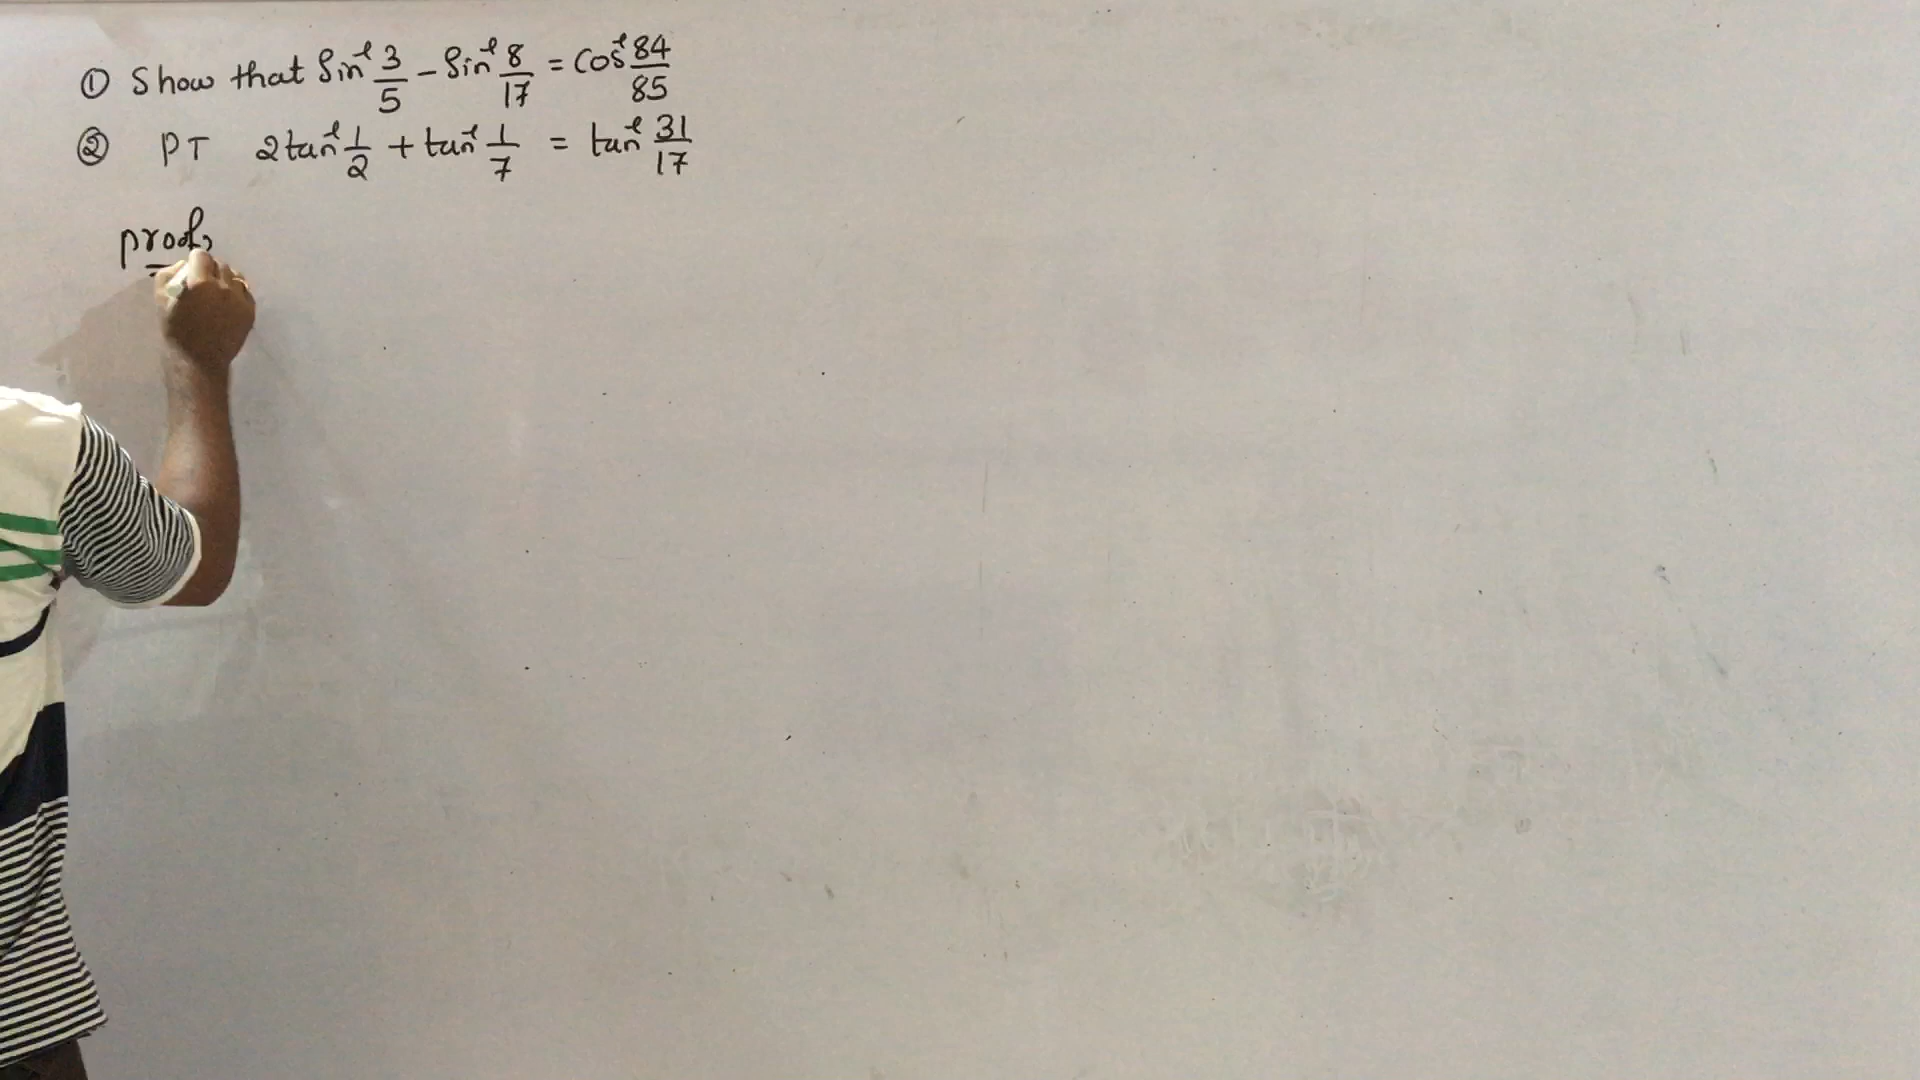 ① Show that Sin⁻¹ 3/5 - Sin⁻¹ 8/17 = Cos⁻¹ 84/85
② PT 2tan⁻¹ 1/2 + tan⁻¹ 1/7 = tan⁻¹ 31/17
proof